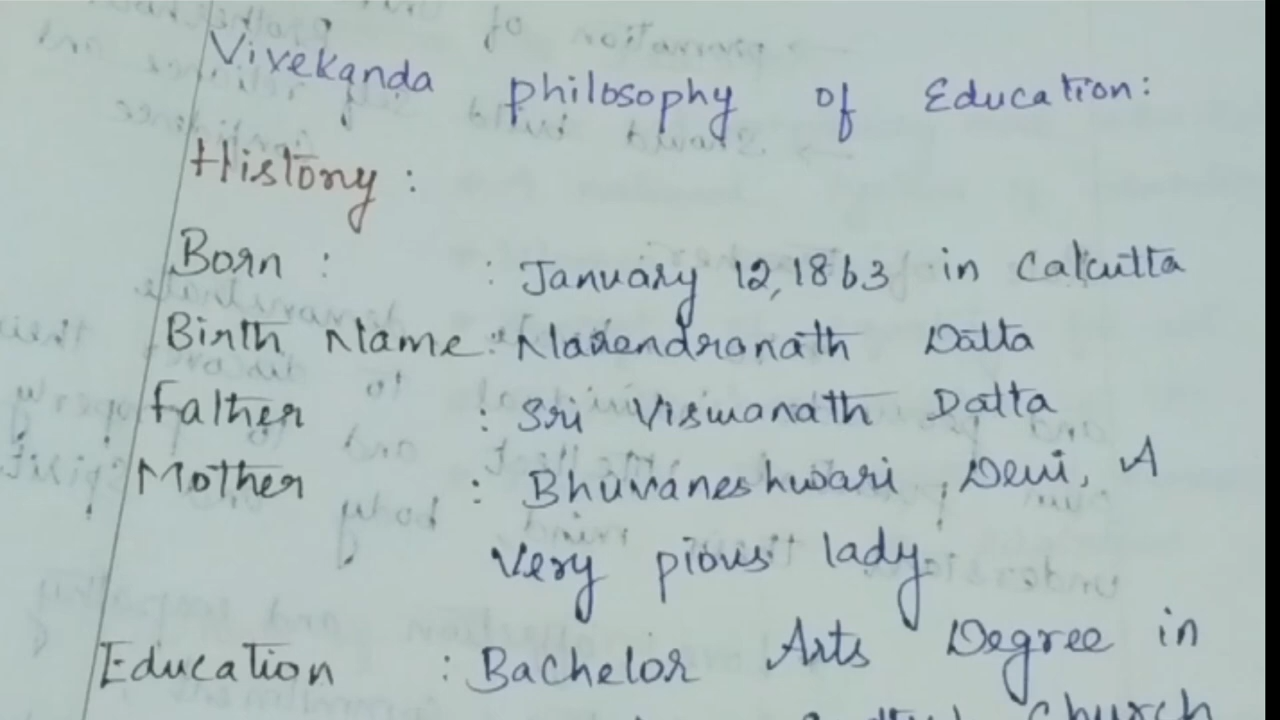 Vivekanda philosophy of Education:
History :
Born : : January 12, 1863 in Calcutta
Birth Name : Narendranath Datta
Father : Sri Viswanath Datta
Mother : Bhuvaneshwari Devi, A
Very pious lady.
Education : Bachelor Arts Degree in
church